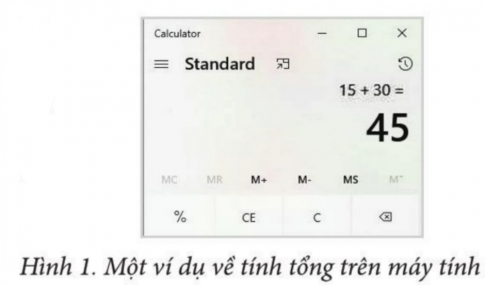 Calculator
Standard
15 + 30 =
45
MC MR M+ M- MS M˅
% CE C
Hình 1. Một ví dụ về tính tổng trên máy tính